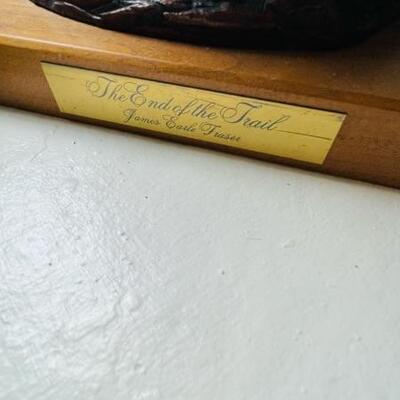 The End of the Trail
James Earle Fraser